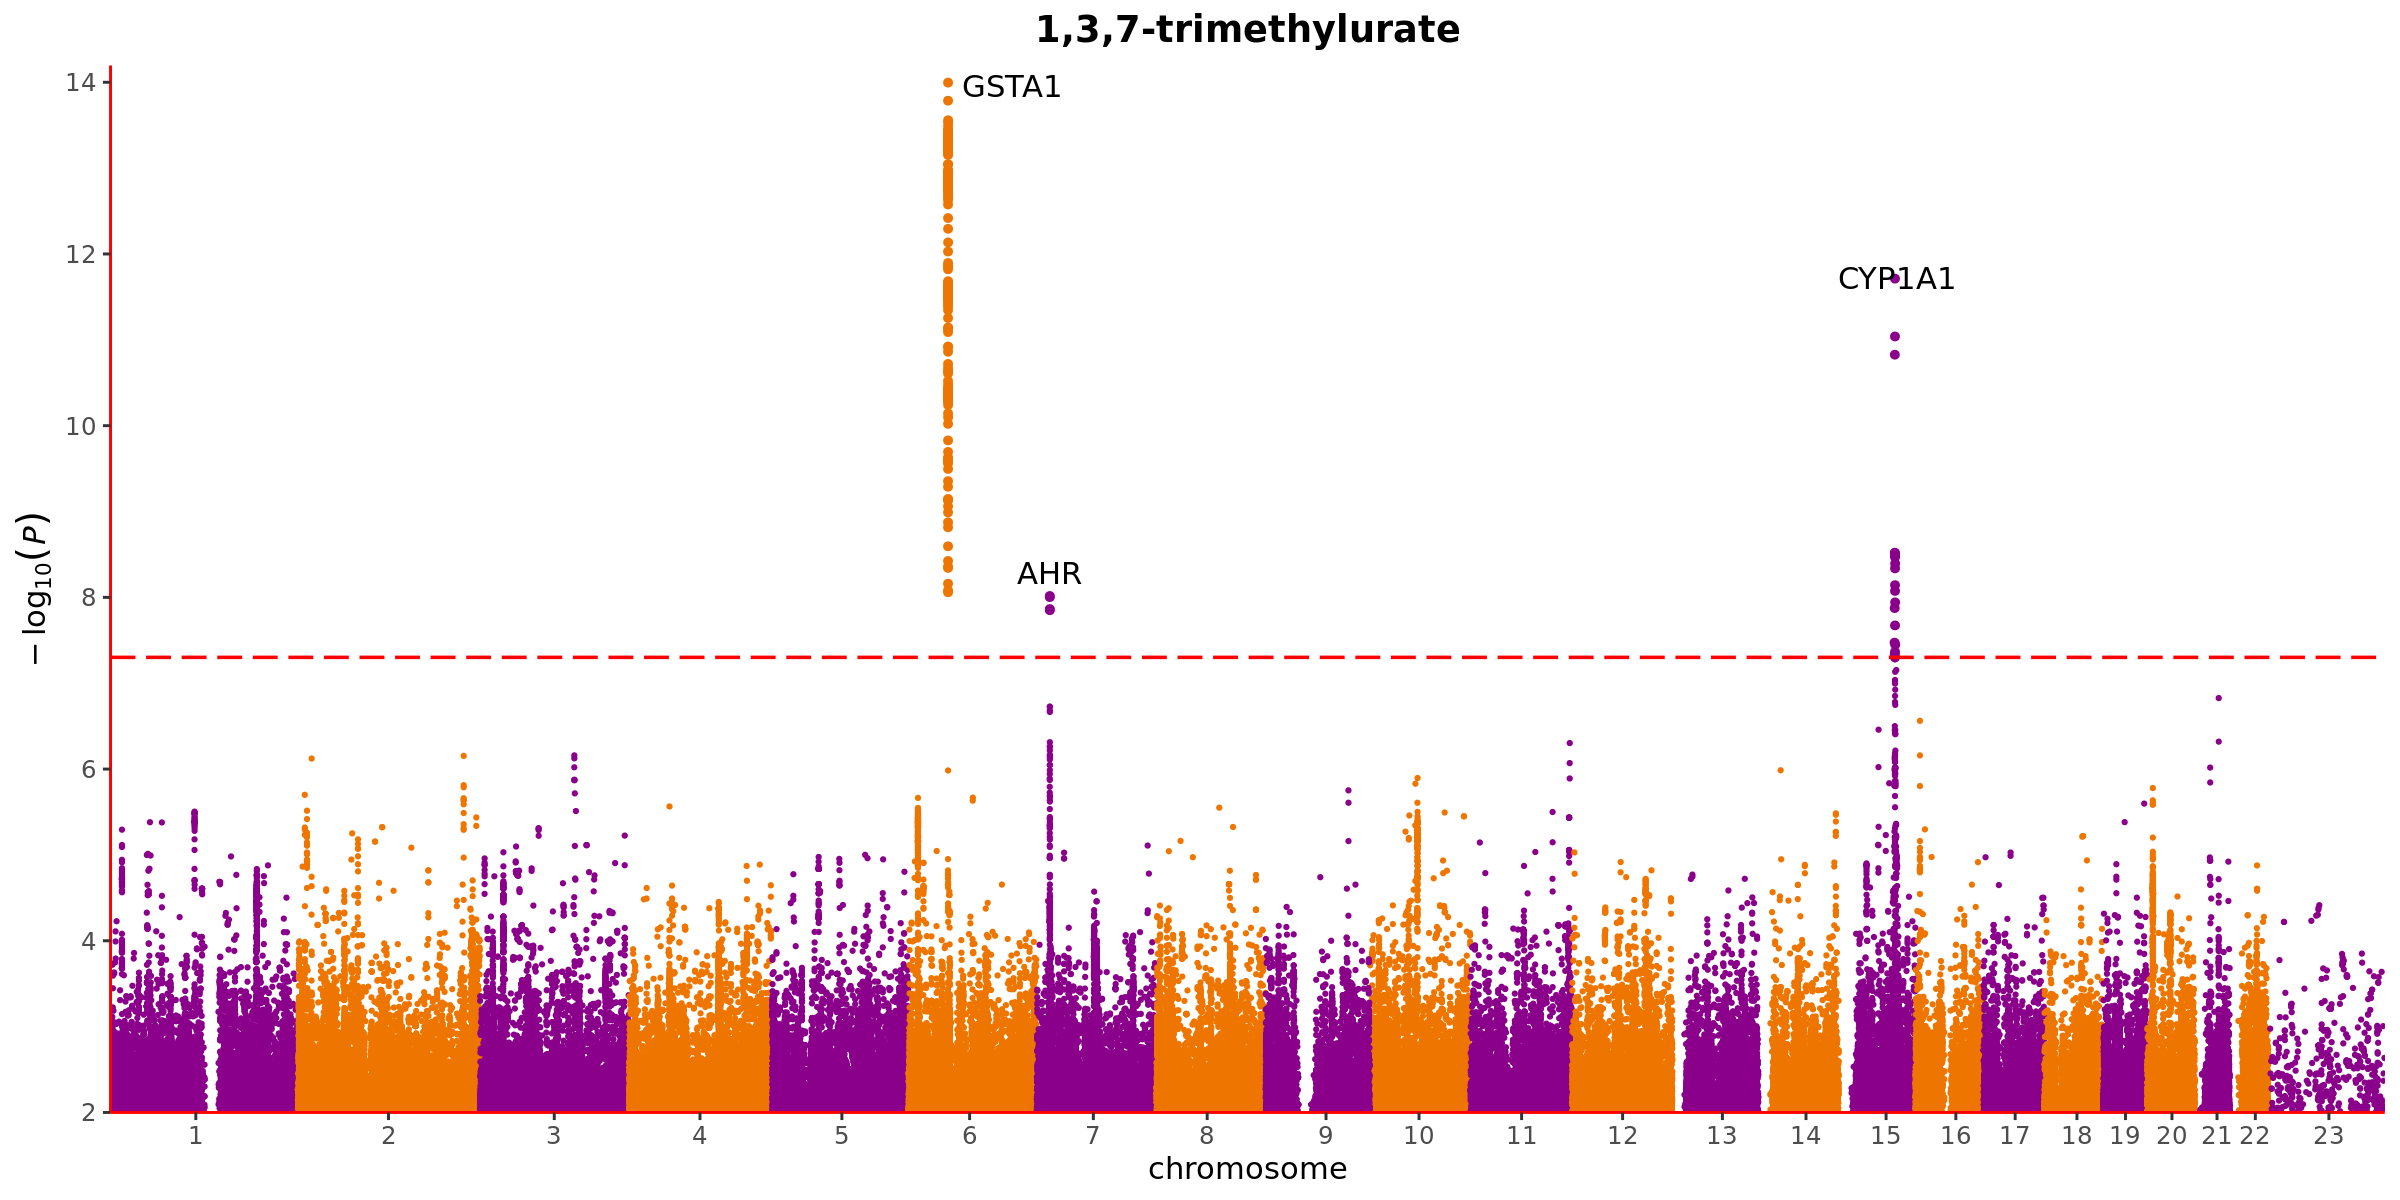 1,3,7-trimethylurate
14
GSTA1
12
CYP1A1
10
AHR
8
6
4
2
− log10(P)
1 2 3 4 5 6 7 8 9 10 11 12 13 14 15 16 17 18 19 20 21 22 23
chromosome